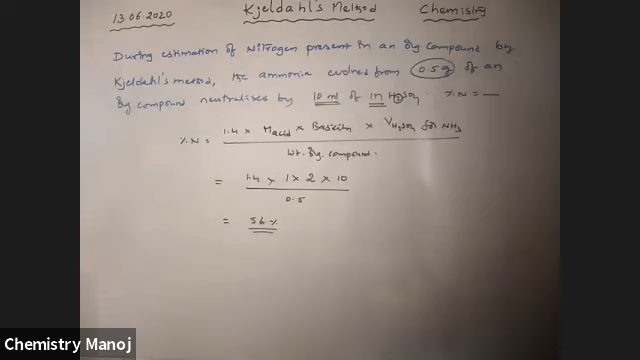 13.06.2020 Kjeldahl's Method Chemistry
During estimation of Nitrogen present in an Org compound by
Kjeldahl's method, the ammonia evolved from 0.5g of an
Org compound neutralised by 10 ml of 1M H2SO4. %N = __
%N = 1.4 × Macid × Basicity × VH2SO4 for NH3
wt. Org. compound.
= 1.4 × 1 × 2 × 10
0.5
= 56%
Chemistry Manoj